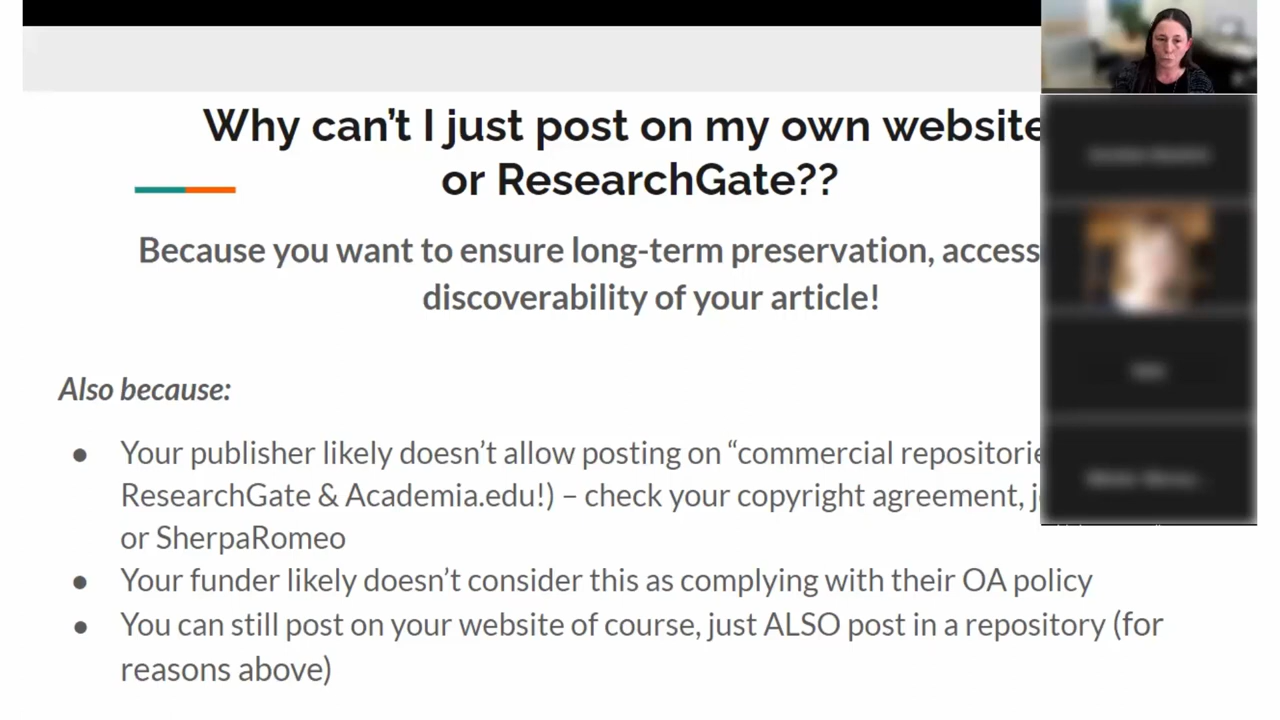 Why can't I just post on my own website
or ResearchGate??
Because you want to ensure long-term preservation, access
discoverability of your article!
Also because:
● Your publisher likely doesn't allow posting on “commercial repositorie
ResearchGate & Academia.edu!) – check your copyright agreement, j
or SherpaRomeo
● Your funder likely doesn't consider this as complying with their OA policy
● You can still post on your website of course, just ALSO post in a repository (for
reasons above)